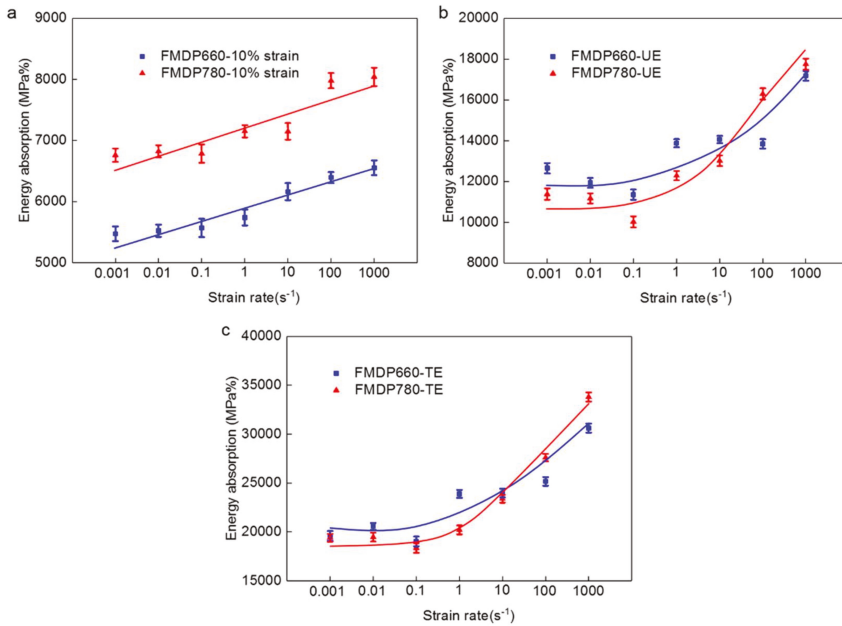 a
9000
8000
7000
6000
5000
Energy absorption (MPa%)
FMDP660-10% strain
FMDP780-10% strain
0.001 0.01 0.1 1 10 100 1000
Strain rate(s⁻¹)
b
18000
16000
14000
12000
10000
8000
Energy absorption (MPa%)
FMDP660-UE
FMDP780-UE
0.001 0.01 0.1 1 10 100 1000
Strain rate(s⁻¹)
c
40000
35000
30000
25000
20000
15000
Energy absorption (MPa%)
FMDP660-TE
FMDP780-TE
0.001 0.01 0.1 1 10 100 1000
Strain rate(s⁻¹)